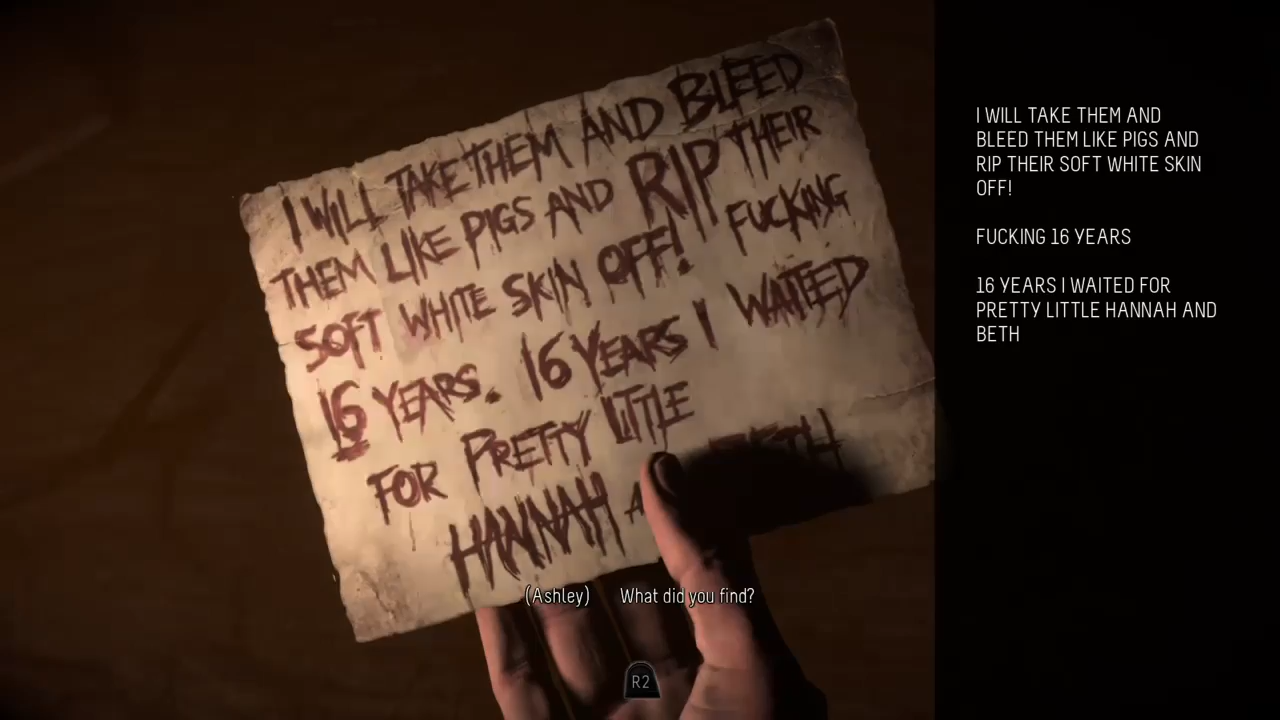 I WILL TAKE THEM AND BLEED
THEM LIKE PIGS AND RIP THEIR
SOFT WHITE SKIN OFF! FUCKING
16 YEARS. 16 YEARS I WAITED
FOR PRETTY LITTLE
HANNAH A BETH
I WILL TAKE THEM AND
BLEED THEM LIKE PIGS AND
RIP THEIR SOFT WHITE SKIN
OFF!
FUCKING 16 YEARS
16 YEARS I WAITED FOR
PRETTY LITTLE HANNAH AND
BETH
(Ashley) What did you find?
R2